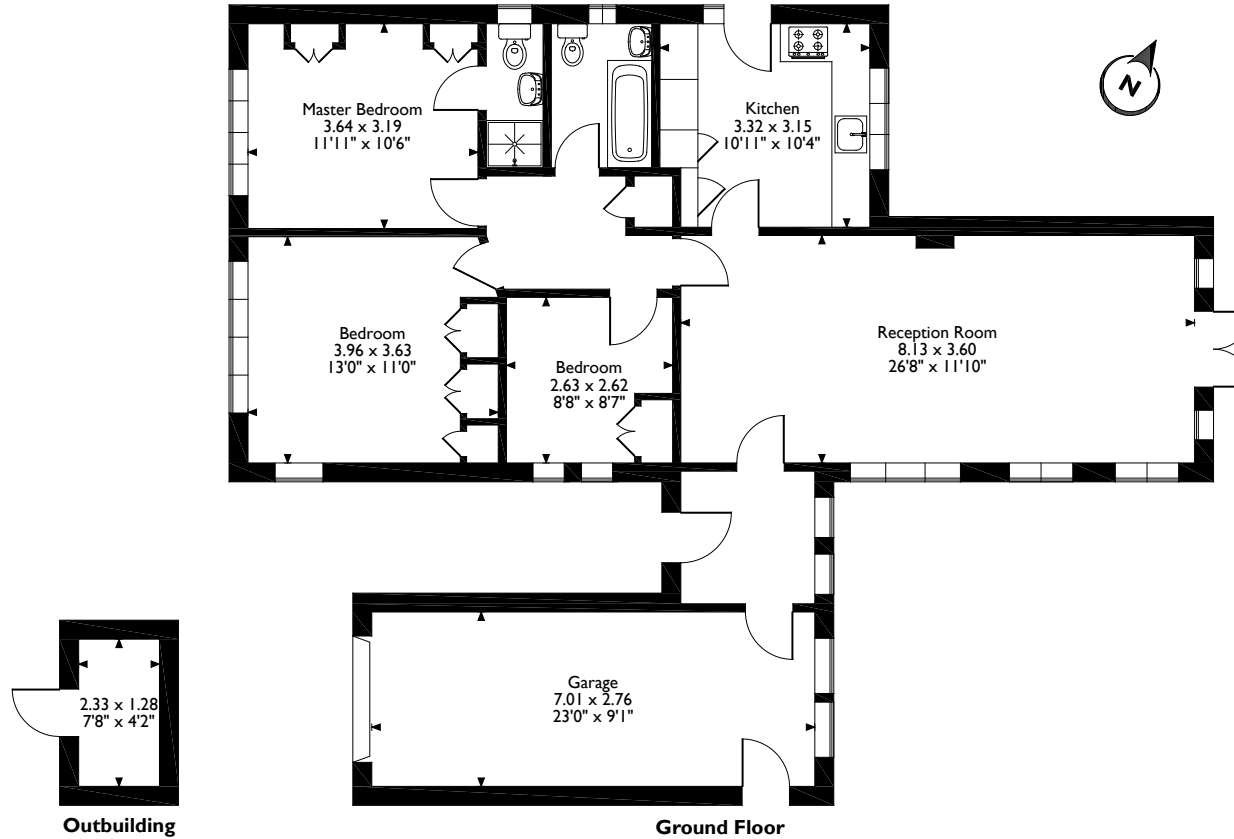 N
Master Bedroom
3.64 x 3.19
11'11" x 10'6"
Kitchen
3.32 x 3.15
10'11" x 10'4"
Bedroom
3.96 x 3.63
13'0" x 11'0"
Bedroom
2.63 x 2.62
8'8" x 8'7"
Reception Room
8.13 x 3.60
26'8" x 11'10"
Garage
7.01 x 2.76
23'0" x 9'1"
2.33 x 1.28
7'8" x 4'2"
Outbuilding
Ground Floor